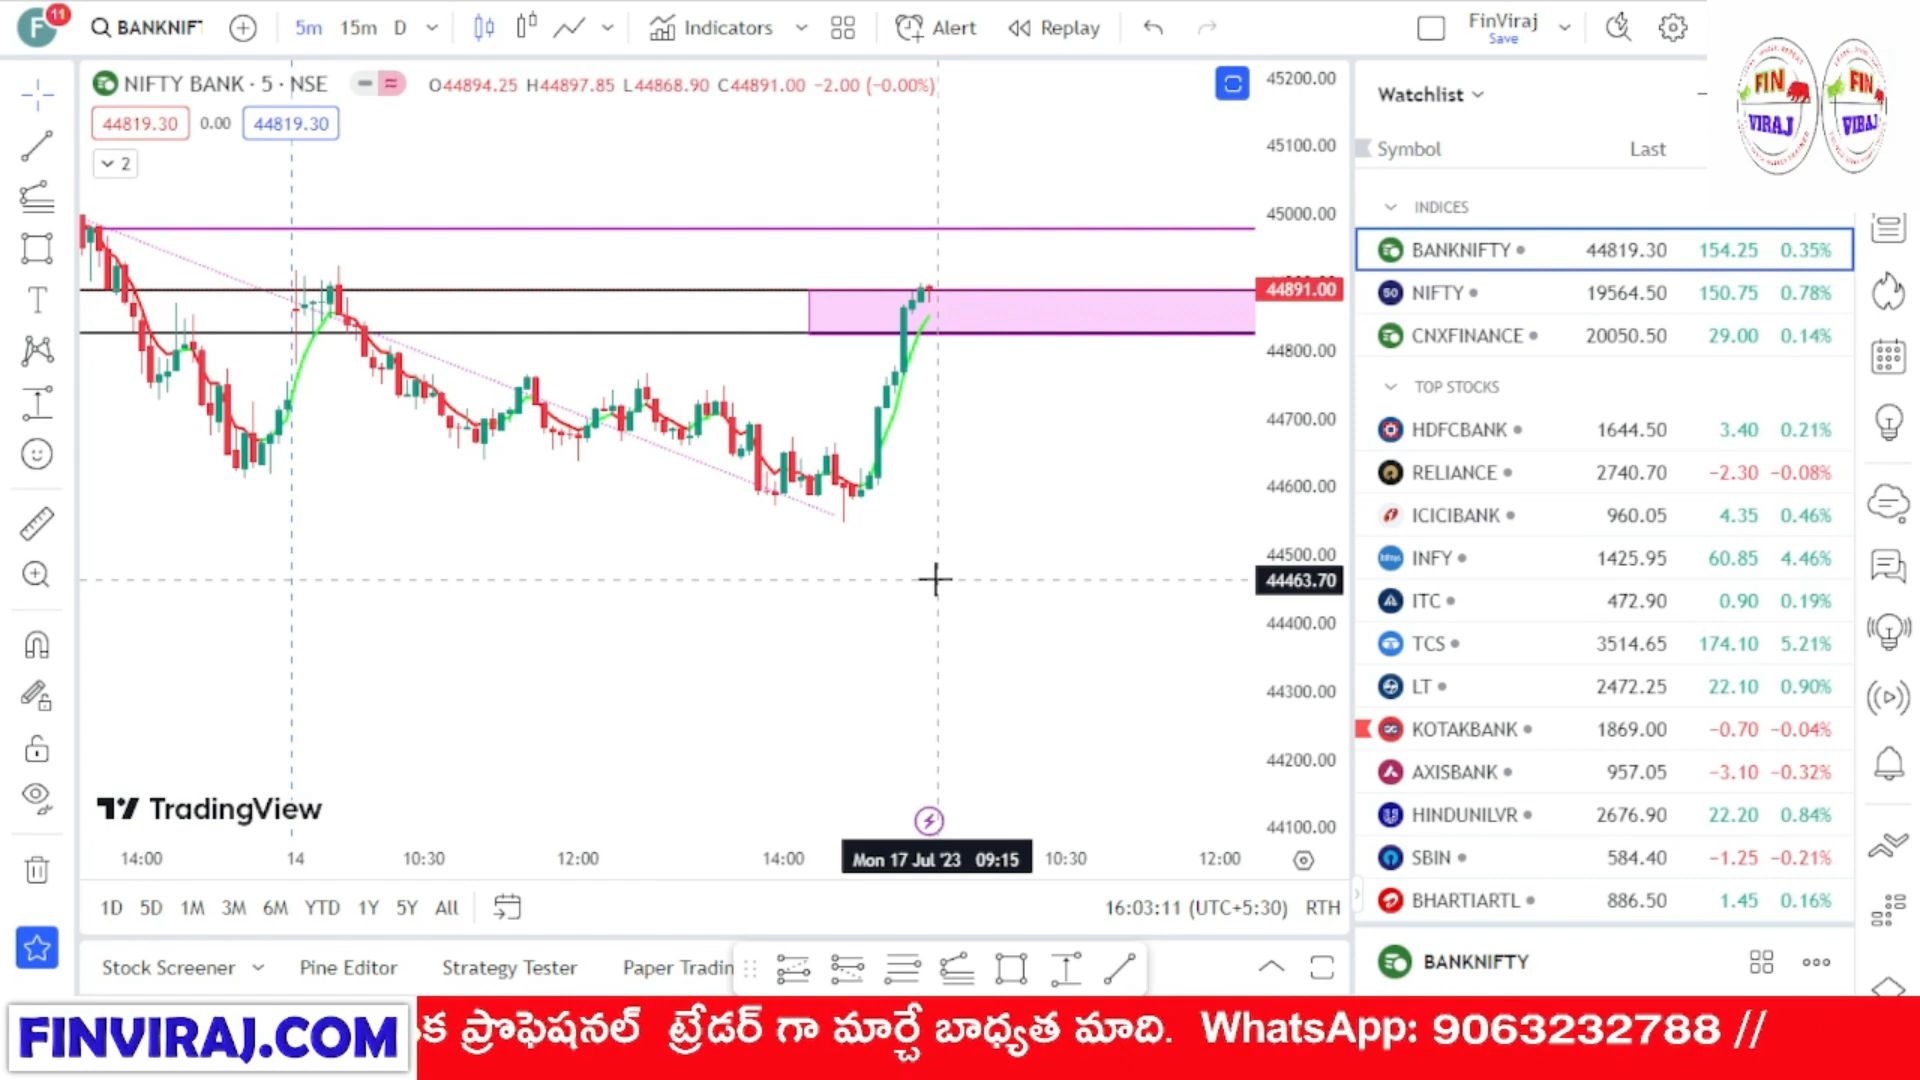 F 11 BANKNIFT 5m 15m D Indicators Alert Replay FinViraj Save
NIFTY BANK · 5 · NSE O44894.25 H44897.85 L44868.90 C44891.00 −2.00 (−0.00%)
44819.30 0.00 44819.30
2
45200.00
45100.00
45000.00
44891.00
44800.00
44700.00
44600.00
44500.00
44463.70
44400.00
44300.00
44200.00
44100.00
TradingView
14:00 14 10:30 12:00 14:00 Mon 17 Jul '23 09:15 10:30 12:00
1D 5D 1M 3M 6M YTD 1Y 5Y All 16:03:11 (UTC+5:30) RTH
Stock Screener Pine Editor Strategy Tester Paper Tradin
Watchlist
FIN VIRAJ FIN VIRAJ
Symbol Last
INDICES
BANKNIFTY 44819.30 154.25 0.35%
NIFTY 19564.50 150.75 0.78%
CNXFINANCE 20050.50 29.00 0.14%
TOP STOCKS
HDFCBANK 1644.50 3.40 0.21%
RELIANCE 2740.70 −2.30 −0.08%
ICICIBANK 960.05 4.35 0.46%
INFY 1425.95 60.85 4.46%
ITC 472.90 0.90 0.19%
TCS 3514.65 174.10 5.21%
LT 2472.25 22.10 0.90%
KOTAKBANK 1869.00 −0.70 −0.04%
AXISBANK 957.05 −3.10 −0.32%
HINDUNILVR 2676.90 22.20 0.84%
SBIN 584.40 −1.25 −0.21%
BHARTIARTL 886.50 1.45 0.16%
BANKNIFTY
FINVIRAJ.COM
క ప్రొఫెషనల్ ట్రేడర్ గా మార్చే బాధ్యత మాది. WhatsApp: 9063232788 //